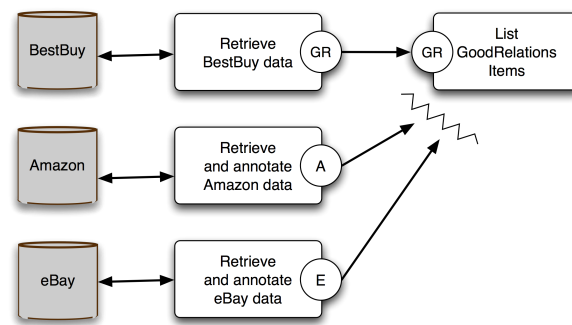 BestBuy
Retrieve
BestBuy data
GR
GR
List
GoodRelations
Items
Amazon
Retrieve
and annotate
Amazon data
A
eBay
Retrieve
and annotate
eBay data
E